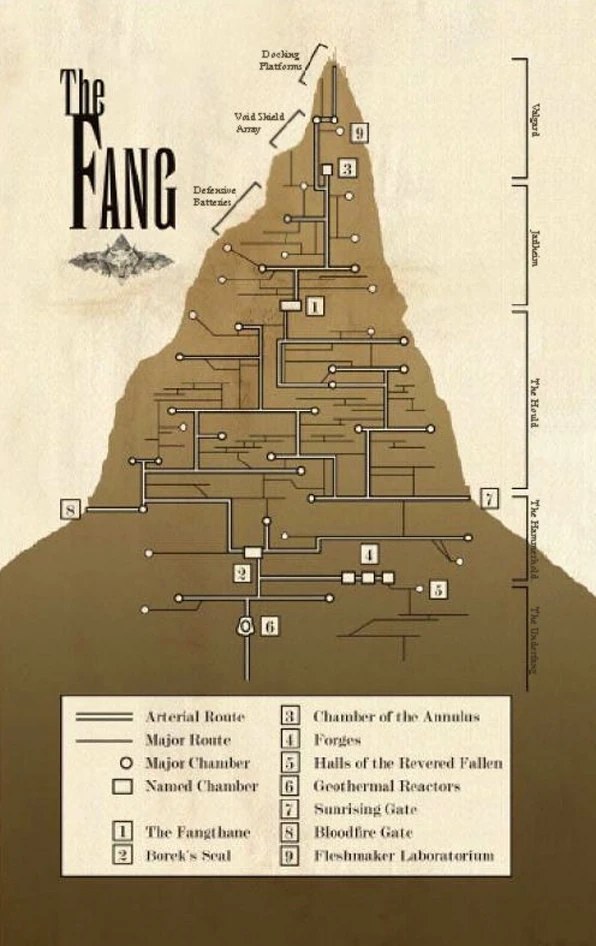 Docking
Platforms
The
FANG
Void Shield
Array
9
Valgard
3
Defensive
Batteries
Jarlheim
1
The Hould
8
7
The Hammerhold
4
2
5
6
The Underfang
Arterial Route
Major Route
Major Chamber
Named Chamber
1 The Fangthane
2 Borek's Seal
3 Chamber of the Annulus
4 Forges
5 Halls of the Revered Fallen
6 Geothermal Reactors
7 Sunrising Gate
8 Bloodfire Gate
9 Fleshmaker Laboratorium